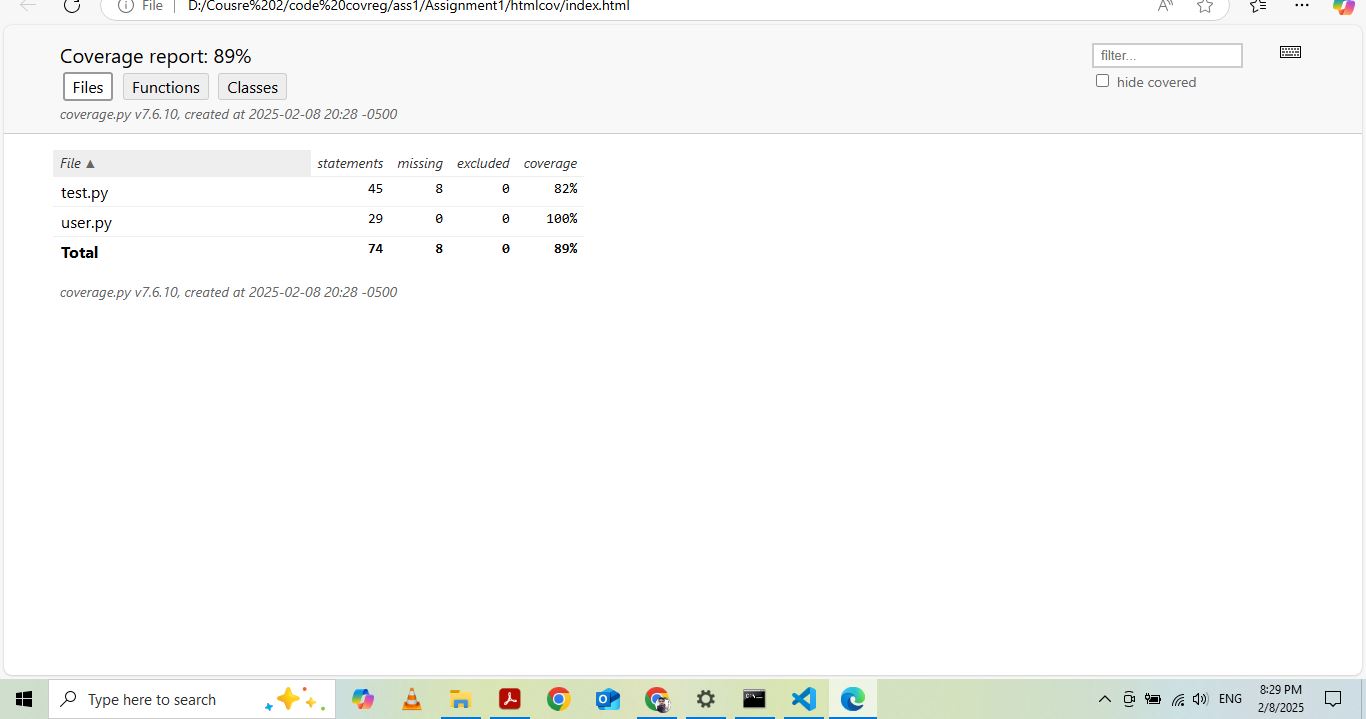 File D:/Cousre%202/code%20covreg/ass1/Assignment1/htmlcov/index.html
Coverage report: 89%
filter...
Files Functions Classes
hide covered
coverage.py v7.6.10, created at 2025-02-08 20:28 -0500
File ▲ statements missing excluded coverage
test.py 45 8 0 82%
user.py 29 0 0 100%
Total 74 8 0 89%
coverage.py v7.6.10, created at 2025-02-08 20:28 -0500
Type here to search
ENG
8:29 PM
2/8/2025